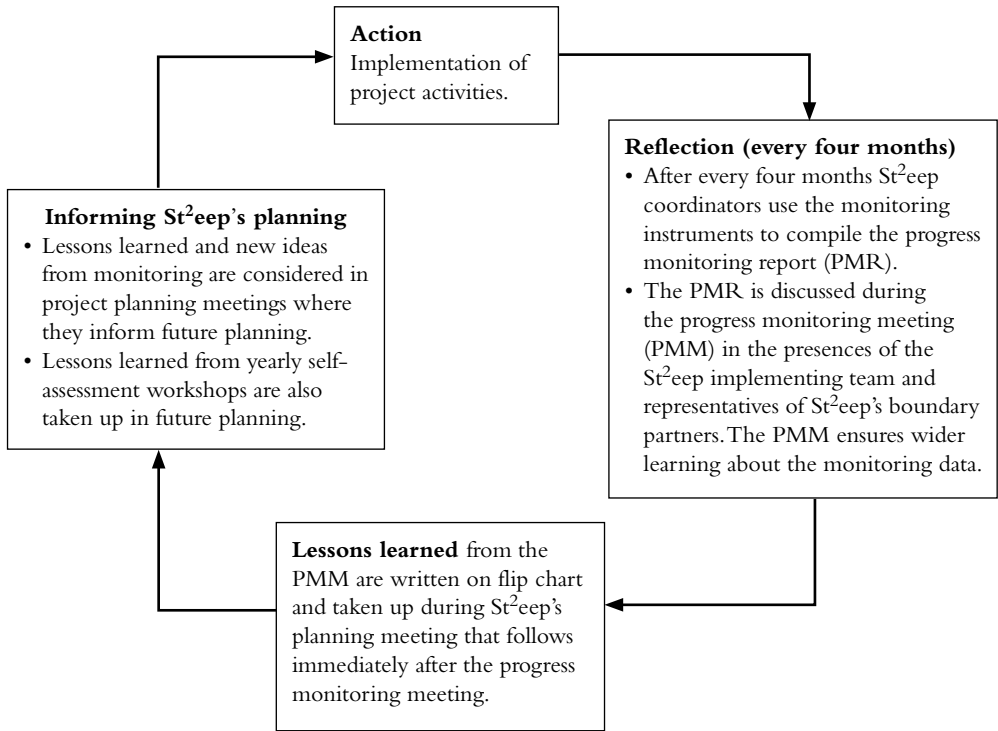 Action
Implementation of
project activities.
Reflection (every four months)
• After every four months St²eep
coordinators use the monitoring
instruments to compile the progress
monitoring report (PMR).
• The PMR is discussed during
the progress monitoring meeting
(PMM) in the presences of the
St²eep implementing team and
representatives of St²eep's boundary
partners. The PMM ensures wider
learning about the monitoring data.
Lessons learned from the
PMM are written on flip chart
and taken up during St²eep's
planning meeting that follows
immediately after the progress
monitoring meeting.
Informing St²eep's planning
• Lessons learned and new ideas
from monitoring are considered in
project planning meetings where
they inform future planning.
• Lessons learned from yearly self-
assessment workshops are also
taken up in future planning.